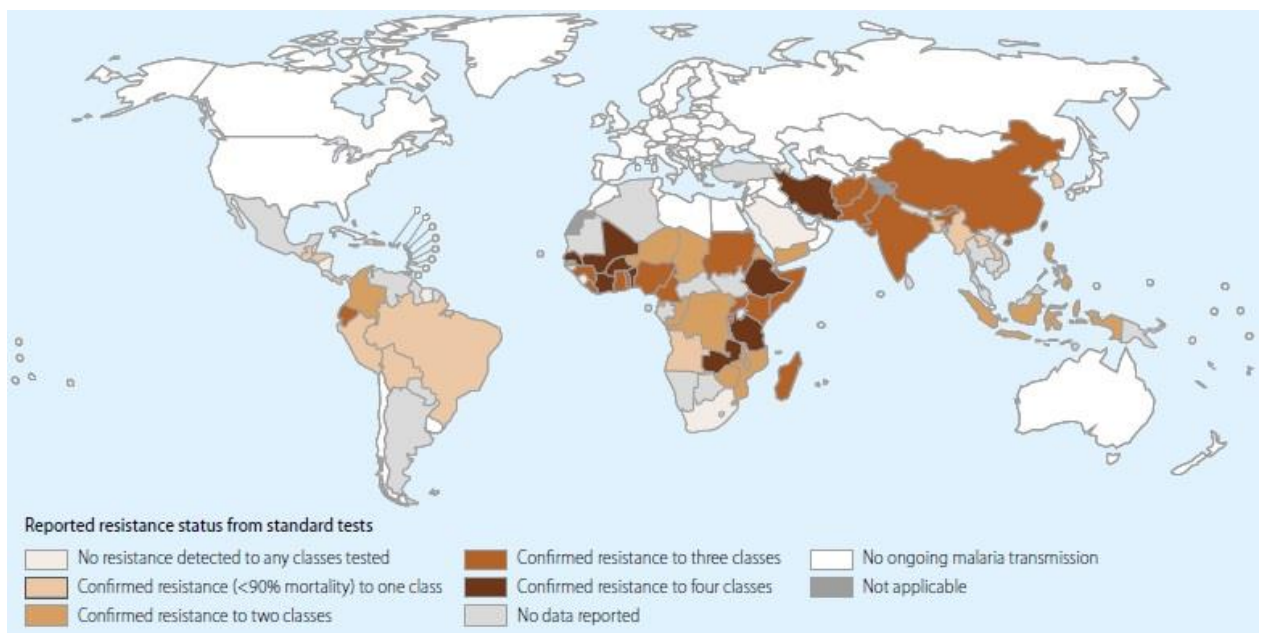 Reported resistance status from standard tests
No resistance detected to any classes tested
Confirmed resistance (<90% mortality) to one class
Confirmed resistance to two classes
Confirmed resistance to three classes
Confirmed resistance to four classes
No data reported
No ongoing malaria transmission
Not applicable